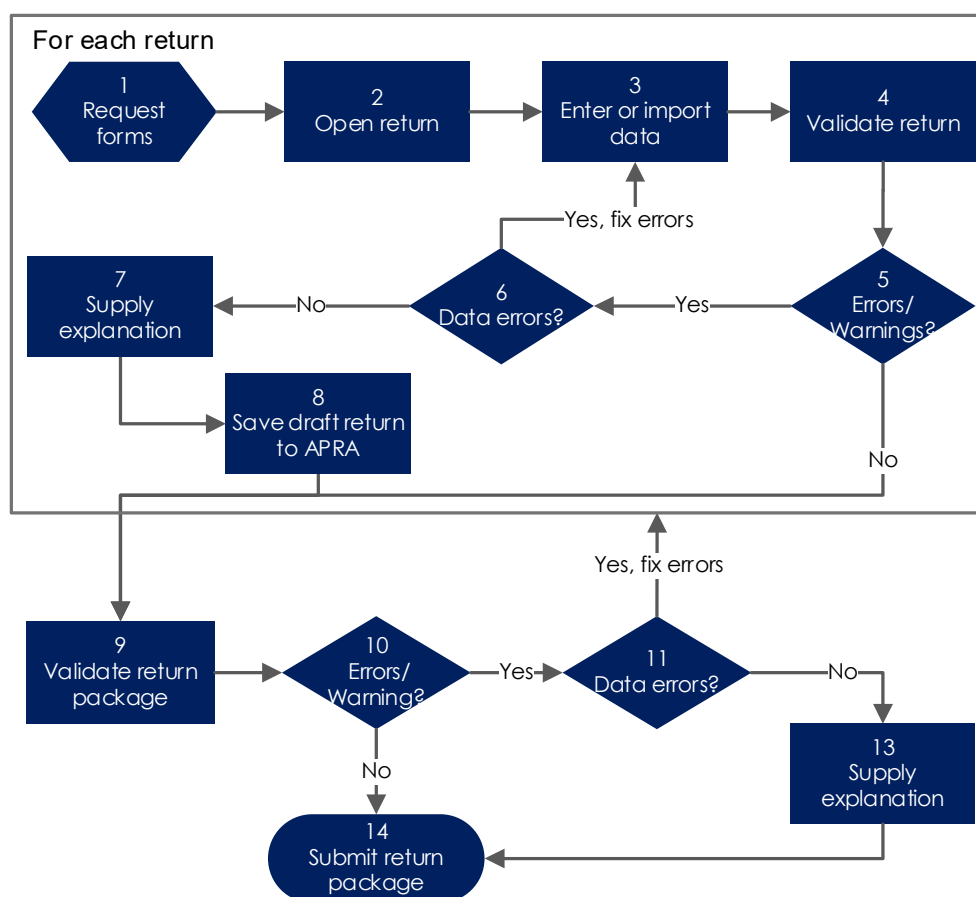 For each return
1
Request
forms
2
Open return
3
Enter or import
data
4
Validate return
Yes, fix errors
5
Errors/
Warnings?
Yes
6
Data errors?
No
7
Supply
explanation
8
Save draft return
to APRA
No
Yes, fix errors
9
Validate return
package
10
Errors/
Warning?
Yes
11
Data errors?
No
No
13
Supply
explanation
14
Submit return
package